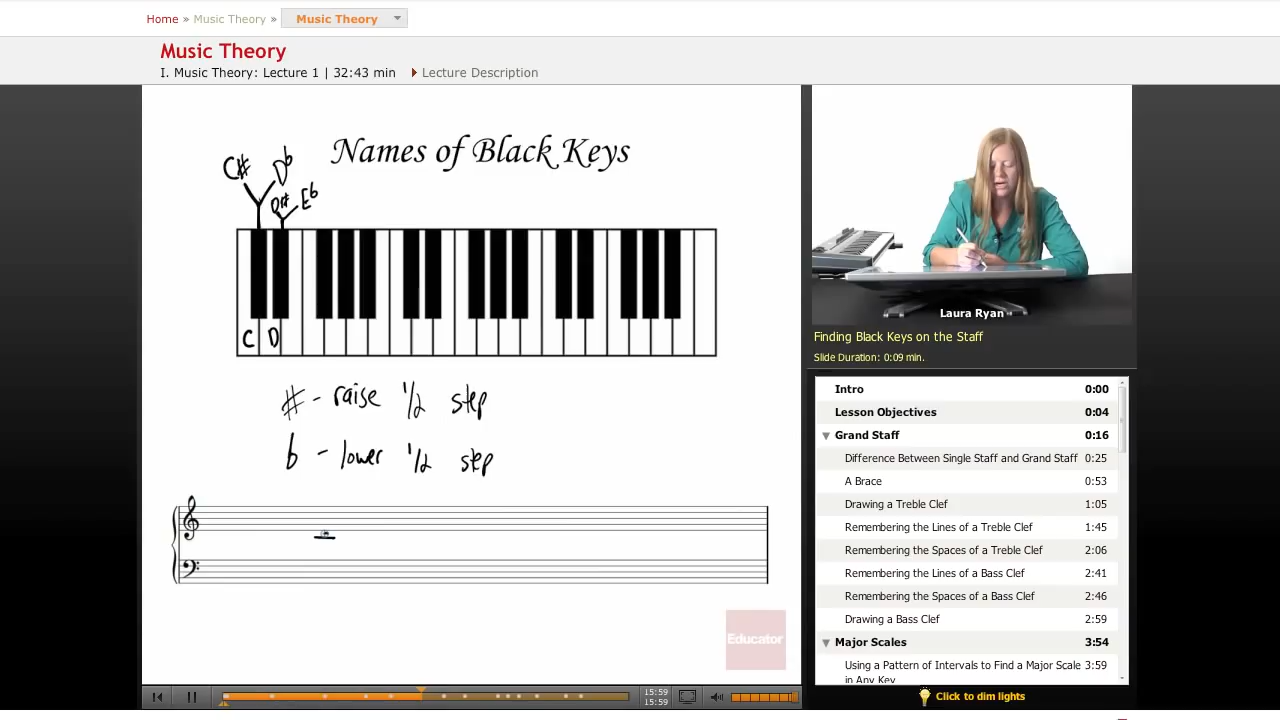 Home » Music Theory » Music Theory
Music Theory
I. Music Theory: Lecture 1 | 32:43 min Lecture Description
Names of Black Keys
C# Db
D# Eb
C D
# - raise 1/2 step
b - lower 1/2 step
Educator
Laura Ryan
Finding Black Keys on the Staff
Slide Duration: 0:09 min.
Intro 0:00
Lesson Objectives 0:04
Grand Staff 0:16
Difference Between Single Staff and Grand Staff 0:25
A Brace 0:53
Drawing a Treble Clef 1:05
Remembering the Lines of a Treble Clef 1:45
Remembering the Spaces of a Treble Clef 2:06
Remembering the Lines of a Bass Clef 2:41
Remembering the Spaces of a Bass Clef 2:46
Drawing a Bass Clef 2:59
Major Scales 3:54
Using a Pattern of Intervals to Find a Major Scale 3:59
in Any Key
15:59
15:59
Click to dim lights